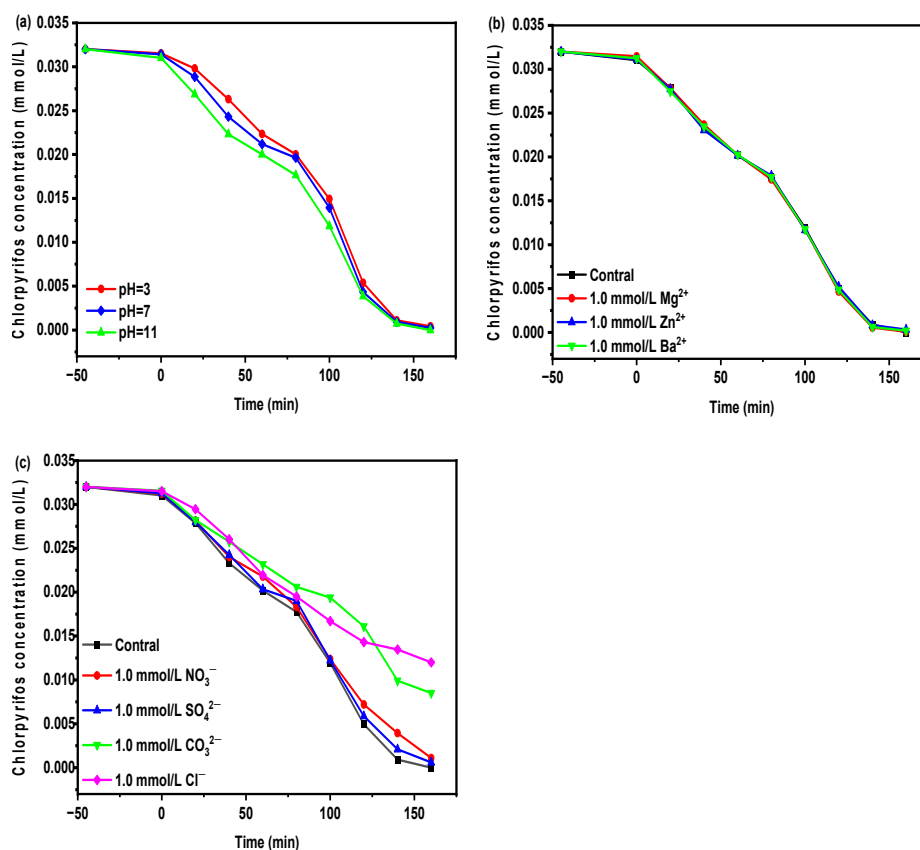 (a)
Chlorpyrifos concentration (mmol/L)
0.035
0.030
0.025
0.020
0.015
0.010
0.005
0.000
pH=3
pH=7
pH=11
−50 0 50 100 150
Time (min)
(b)
Chlorpyrifos concentration (mmol/L)
0.035
0.030
0.025
0.020
0.015
0.010
0.005
0.000
Contral
1.0 mmol/L Mg²⁺
1.0 mmol/L Zn²⁺
1.0 mmol/L Ba²⁺
−50 0 50 100 150
Time (min)
(c)
Chlorpyrifos concentration (mmol/L)
0.035
0.030
0.025
0.020
0.015
0.010
0.005
0.000
Contral
1.0 mmol/L NO₃⁻
1.0 mmol/L SO₄²⁻
1.0 mmol/L CO₃²⁻
1.0 mmol/L Cl⁻
−50 0 50 100 150
Time (min)